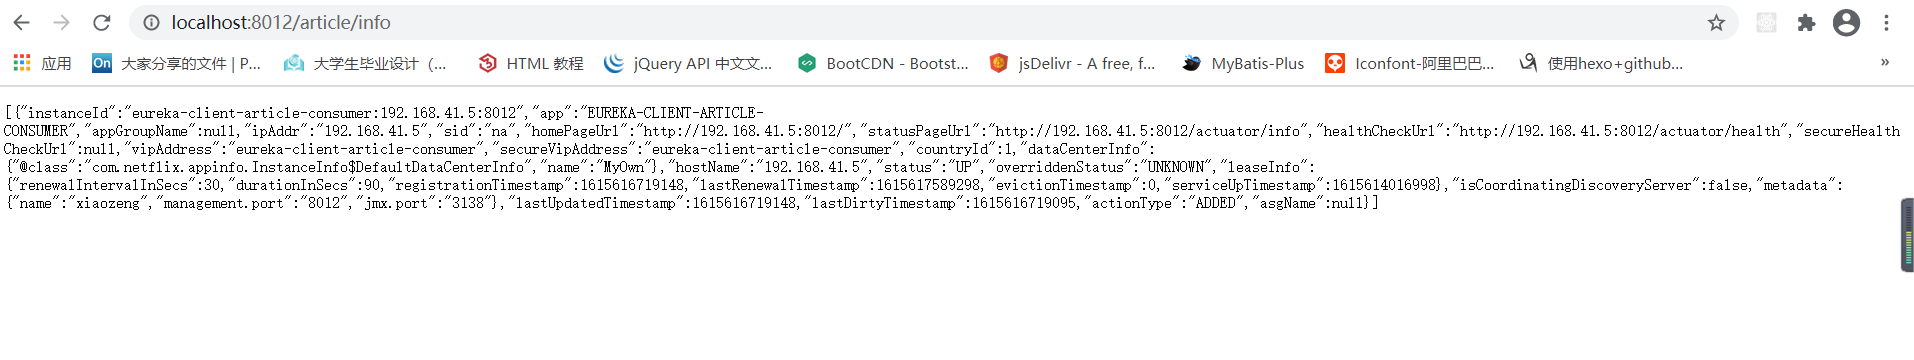 localhost:8012/article/info
应用 On 大家分享的文件 | P... 大学生毕业设计（... HTML 教程 jQuery API 中文文... BootCDN - Bootst... jsDelivr - A free, f... MyBatis-Plus Iconfont-阿里巴巴... 使用hexo+github... »
[{"instanceId":"eureka-client-article-consumer:192.168.41.5:8012","app":"EUREKA-CLIENT-ARTICLE-
CONSUMER","appGroupName":null,"ipAddr":"192.168.41.5","sid":"na","homePageUrl":"http://192.168.41.5:8012/","statusPageUrl":"http://192.168.41.5:8012/actuator/info","healthCheckUrl":"http://192.168.41.5:8012/actuator/health","secureHealth
CheckUrl":null,"vipAddress":"eureka-client-article-consumer","secureVipAddress":"eureka-client-article-consumer","countryId":1,"dataCenterInfo":
{"@class":"com.netflix.appinfo.InstanceInfo$DefaultDataCenterInfo","name":"MyOwn"},"hostName":"192.168.41.5","status":"UP","overriddenStatus":"UNKNOWN","leaseInfo":
{"renewalIntervalInSecs":30,"durationInSecs":90,"registrationTimestamp":1615616719148,"lastRenewalTimestamp":1615617589298,"evictionTimestamp":0,"serviceUpTimestamp":1615614016998},"isCoordinatingDiscoveryServer":false,"metadata":
{"name":"xiaozeng","management.port":"8012","jmx.port":"3138"},"lastUpdatedTimestamp":1615616719148,"lastDirtyTimestamp":1615616719095,"actionType":"ADDED","asgName":null}]